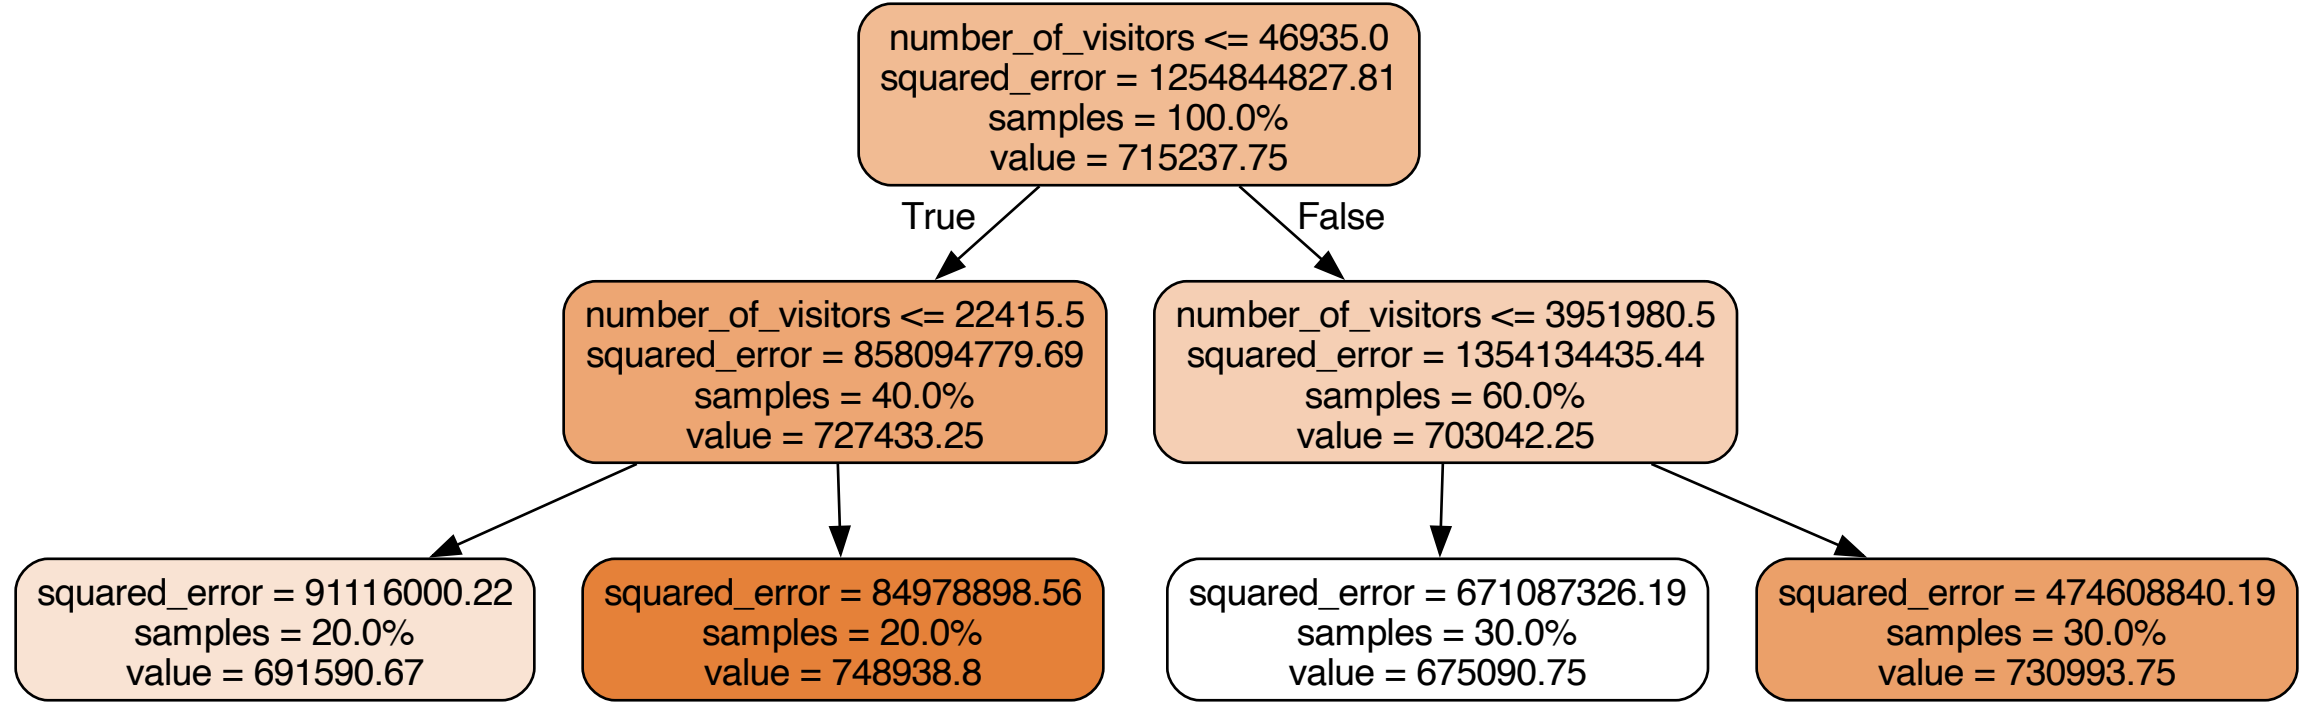 number_of_visitors <= 46935.0
squared_error = 1254844827.81
samples = 100.0%
value = 715237.75
True
False
number_of_visitors <= 22415.5
squared_error = 858094779.69
samples = 40.0%
value = 727433.25
number_of_visitors <= 3951980.5
squared_error = 1354134435.44
samples = 60.0%
value = 703042.25
squared_error = 91116000.22
samples = 20.0%
value = 691590.67
squared_error = 84978898.56
samples = 20.0%
value = 748938.8
squared_error = 671087326.19
samples = 30.0%
value = 675090.75
squared_error = 474608840.19
samples = 30.0%
value = 730993.75